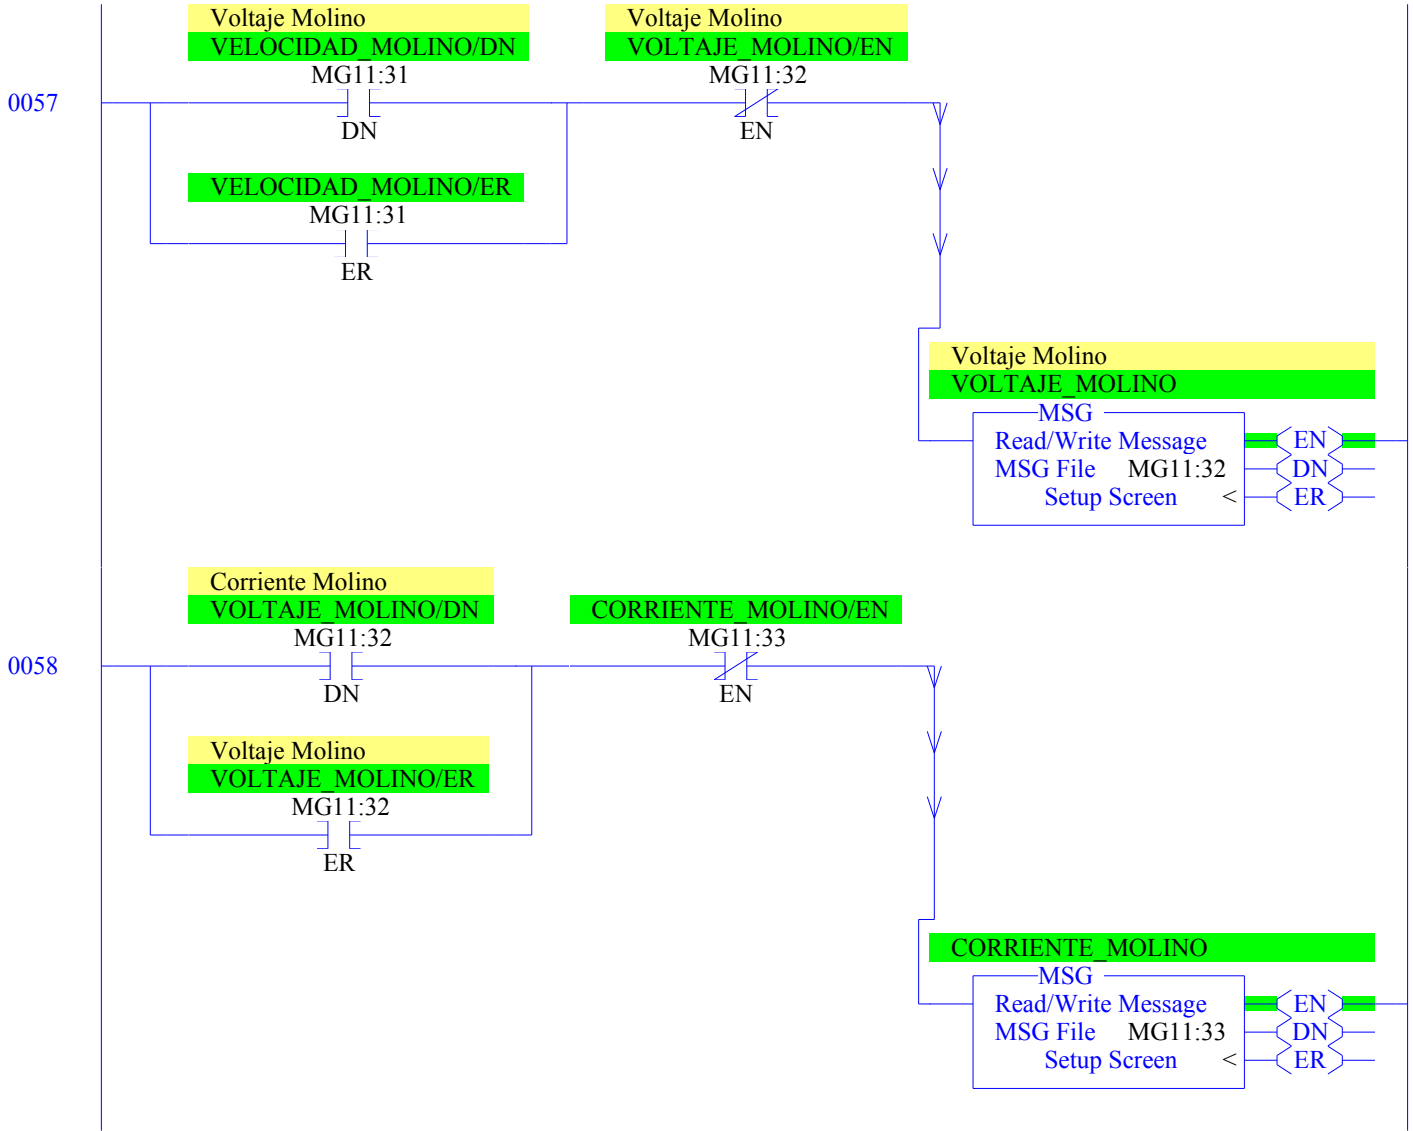 Voltaje Molino
VELOCIDAD_MOLINO/DN
MG11:31
DN
Voltaje Molino
VOLTAJE_MOLINO/EN
MG11:32
EN
0057
VELOCIDAD_MOLINO/ER
MG11:31
ER
Voltaje Molino
VOLTAJE_MOLINO
MSG
Read/Write Message
MSG File MG11:32
Setup Screen <
EN
DN
ER
Corriente Molino
VOLTAJE_MOLINO/DN
MG11:32
DN
CORRIENTE_MOLINO/EN
MG11:33
EN
0058
Voltaje Molino
VOLTAJE_MOLINO/ER
MG11:32
ER
CORRIENTE_MOLINO
MSG
Read/Write Message
MSG File MG11:33
Setup Screen <
EN
DN
ER